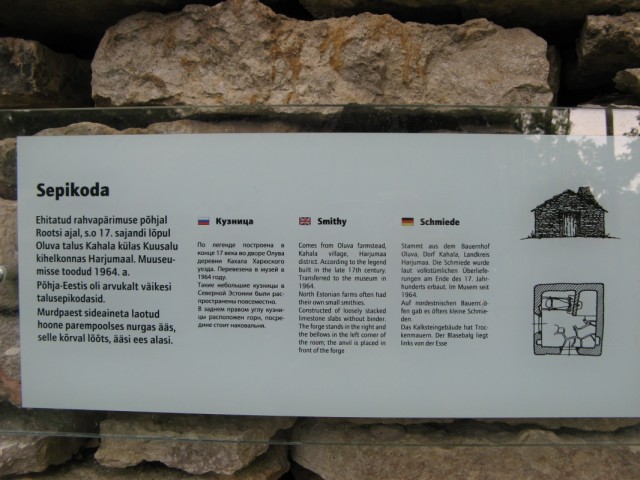 Sepikoda
Ehitatud rahvapärimuse põhjal
Rootsi ajal, s.o 17. sajandi lõpul
Oluva talus Kahala külas Kuusalu
kihelkonnas Harjumaal. Muuseu-
misse toodud 1964. a.
Põhja-Eestis oli arvukalt väikesi
talusepikodasid.
Murdpaest sideaineta laotud
hoone parempoolses nurgas ääs,
selle kõrval lõõts, ääsi ees alasi.
Кузница
По легенде построена в
конце 17 века во дворе Олува
деревни Кахала Харюского
уезда. Перевезена в музей в
1964 году.
Такие небольшие кузницы в
Северной Эстонии были рас-
пространены повсеместно.
В заднем правом углу кузни-
цы расположен горн, посре-
дине стоит наковальня.
Smithy
Comes from Oluva farmstead,
Kahala village, Harjumaa
district. According to the legend
built in the late 17th century.
Transferred to the museum in
1964.
North Estonian farms often had
their own small smithies.
Constructed of loosely stacked
limestone slabs without binder.
The forge stands in the right and
the bellows in the left corner of
the room; the anvil is placed in
front of the forge
Schmiede
Stammt aus dem Bauernhof
Oluva, Dorf Kahala, Landkreis
Harjumaa. Die Schmiede wurde
laut volkstümlichen Überliefe-
rungen am Ende des 17. Jahr-
hunderts erbaut. Im Musem seit
1964.
Auf nordestnischen Bauernhö-
fen gab es öfters kleine Schmie-
den.
Das Kalksteingebäude hat Troc-
kenmauern. Der Blasebalg liegt
links von der Esse